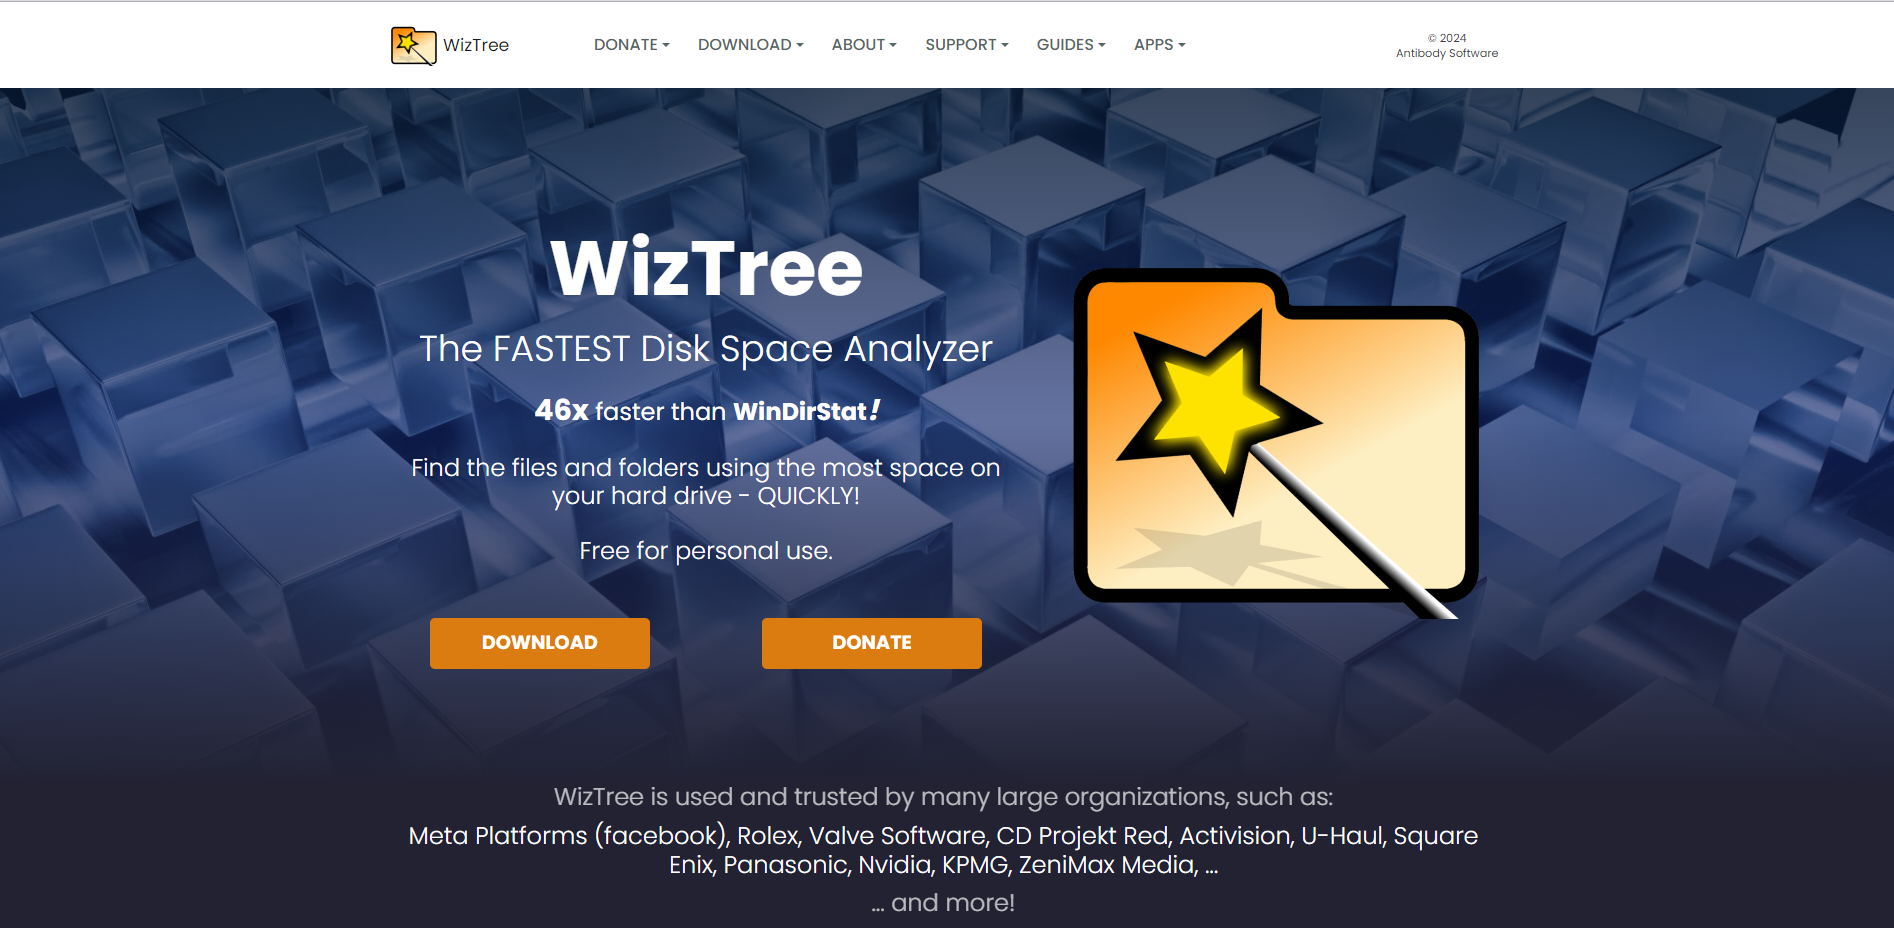 WizTree
DONATE
DOWNLOAD
ABOUT
SUPPORT
GUIDES
APPS
© 2024
Antibody Software
WizTree
The FASTEST Disk Space Analyzer
46x faster than WinDirStat!
Find the files and folders using the most space on
your hard drive - QUICKLY!
Free for personal use.
DOWNLOAD
DONATE
WizTree is used and trusted by many large organizations, such as:
Meta Platforms (facebook), Rolex, Valve Software, CD Projekt Red, Activision, U-Haul, Square
Enix, Panasonic, Nvidia, KPMG, ZeniMax Media, ...
... and more!